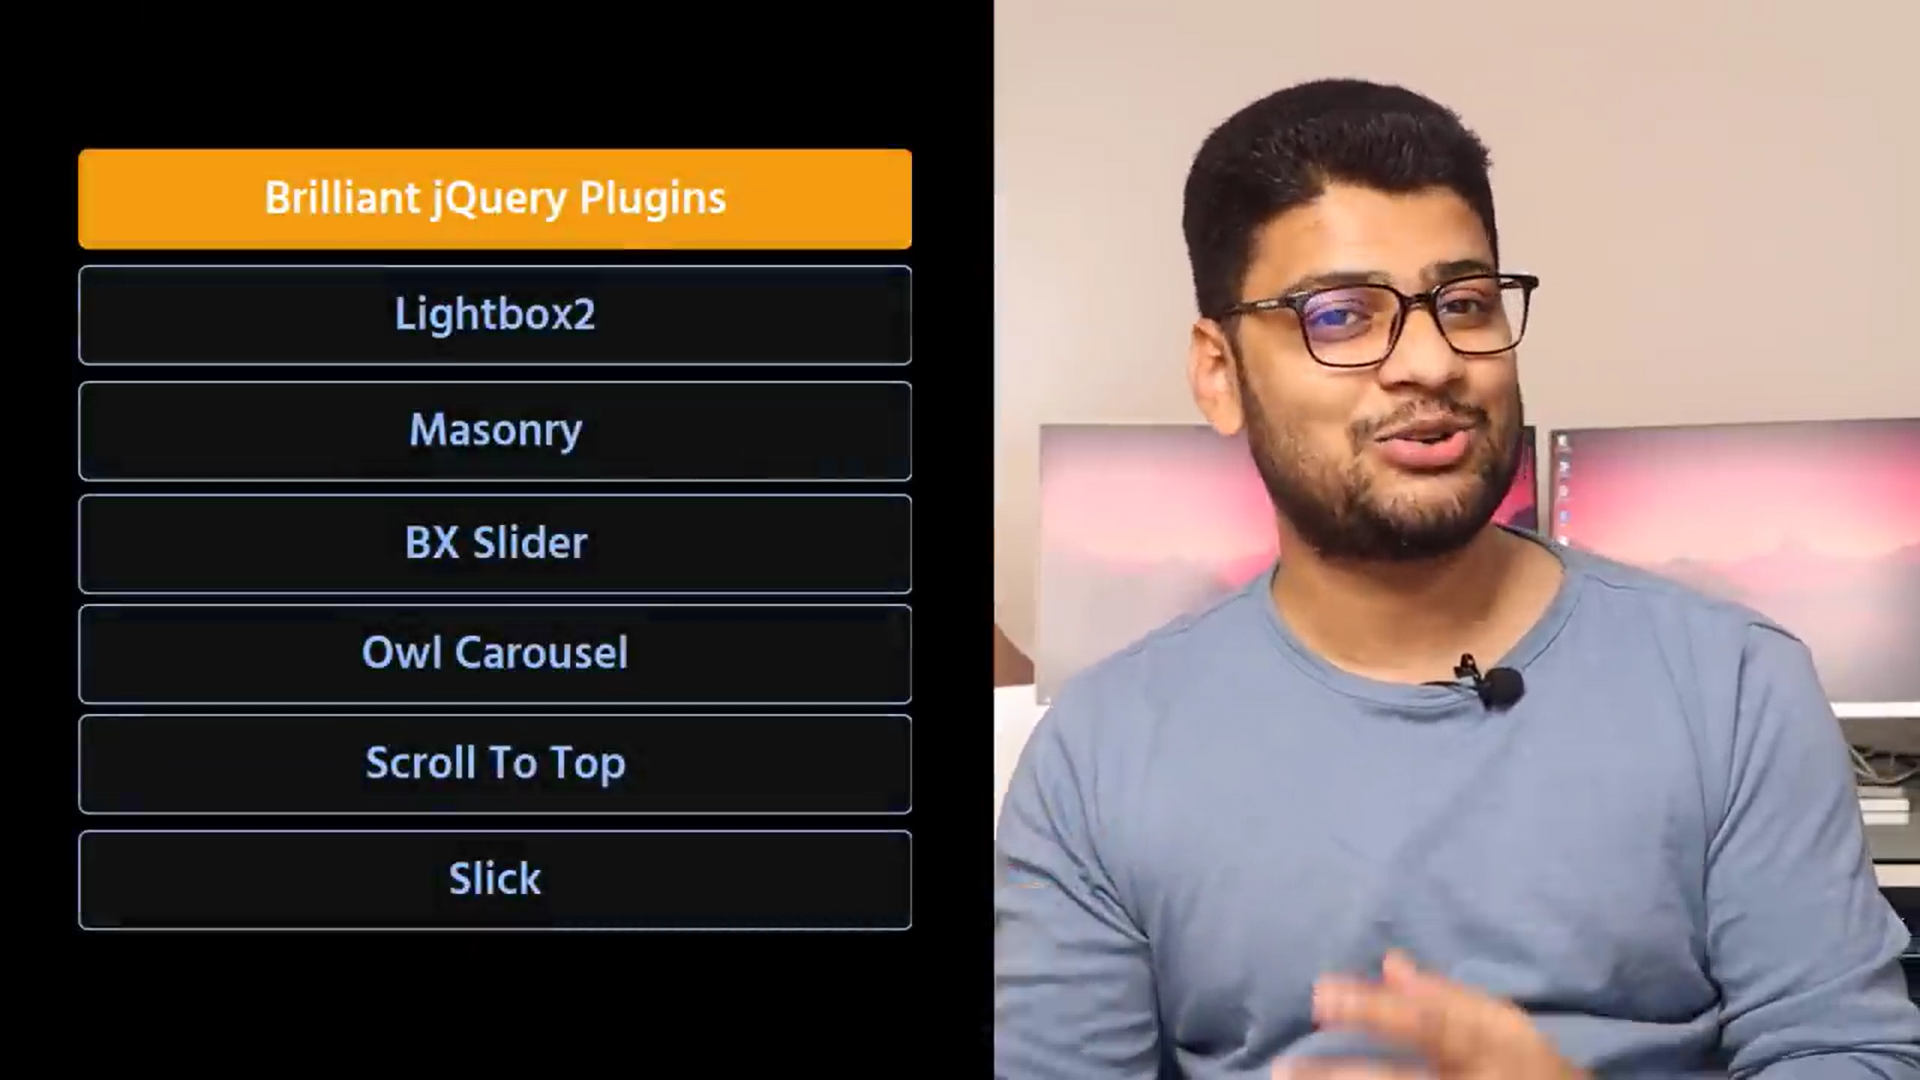 Brilliant jQuery Plugins
Lightbox2
Masonry
BX Slider
Owl Carousel
Scroll To Top
Slick